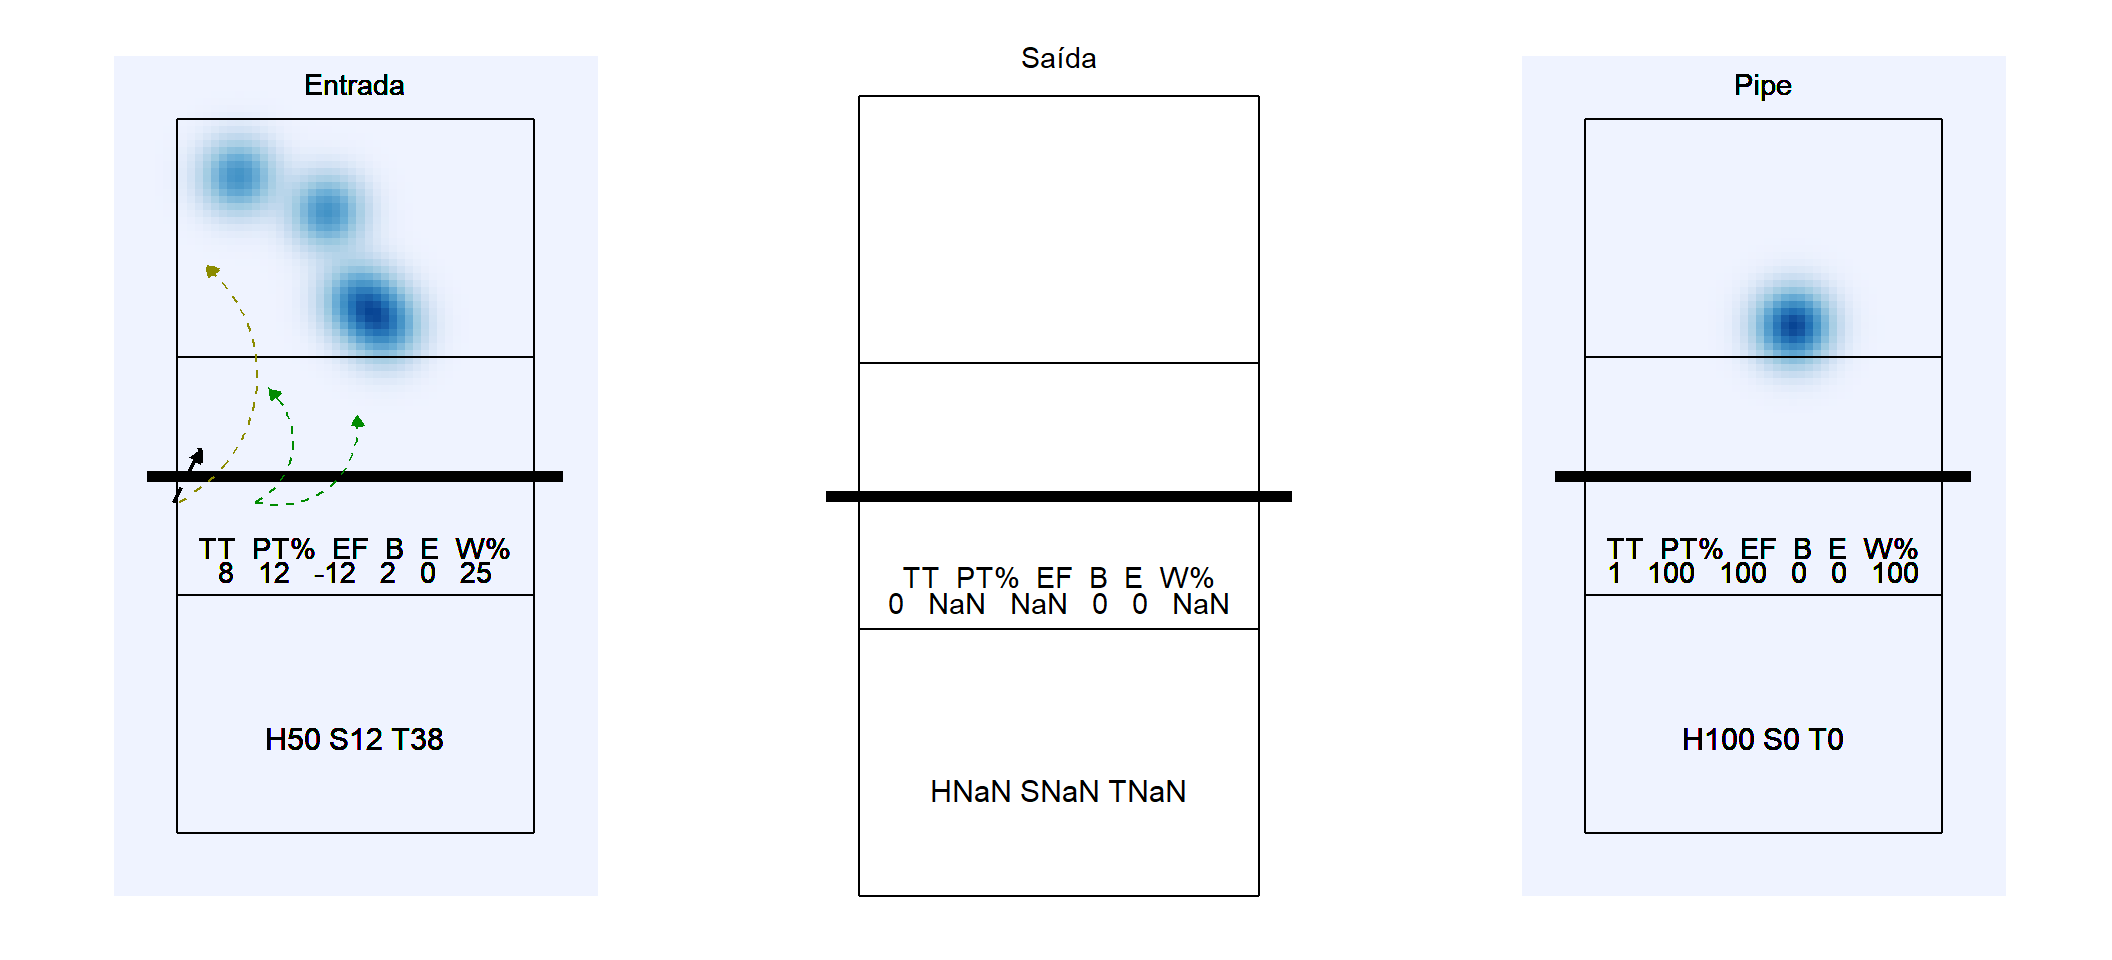 Entrada
TT PT% EF B E W%
8 12 -12 2 0 25
H50 S12 T38
Saída
TT PT% EF B E W%
0 NaN NaN 0 0 NaN
HNaN SNaN TNaN
Pipe
TT PT% EF B E W%
1 100 100 0 0 100
H100 S0 T0